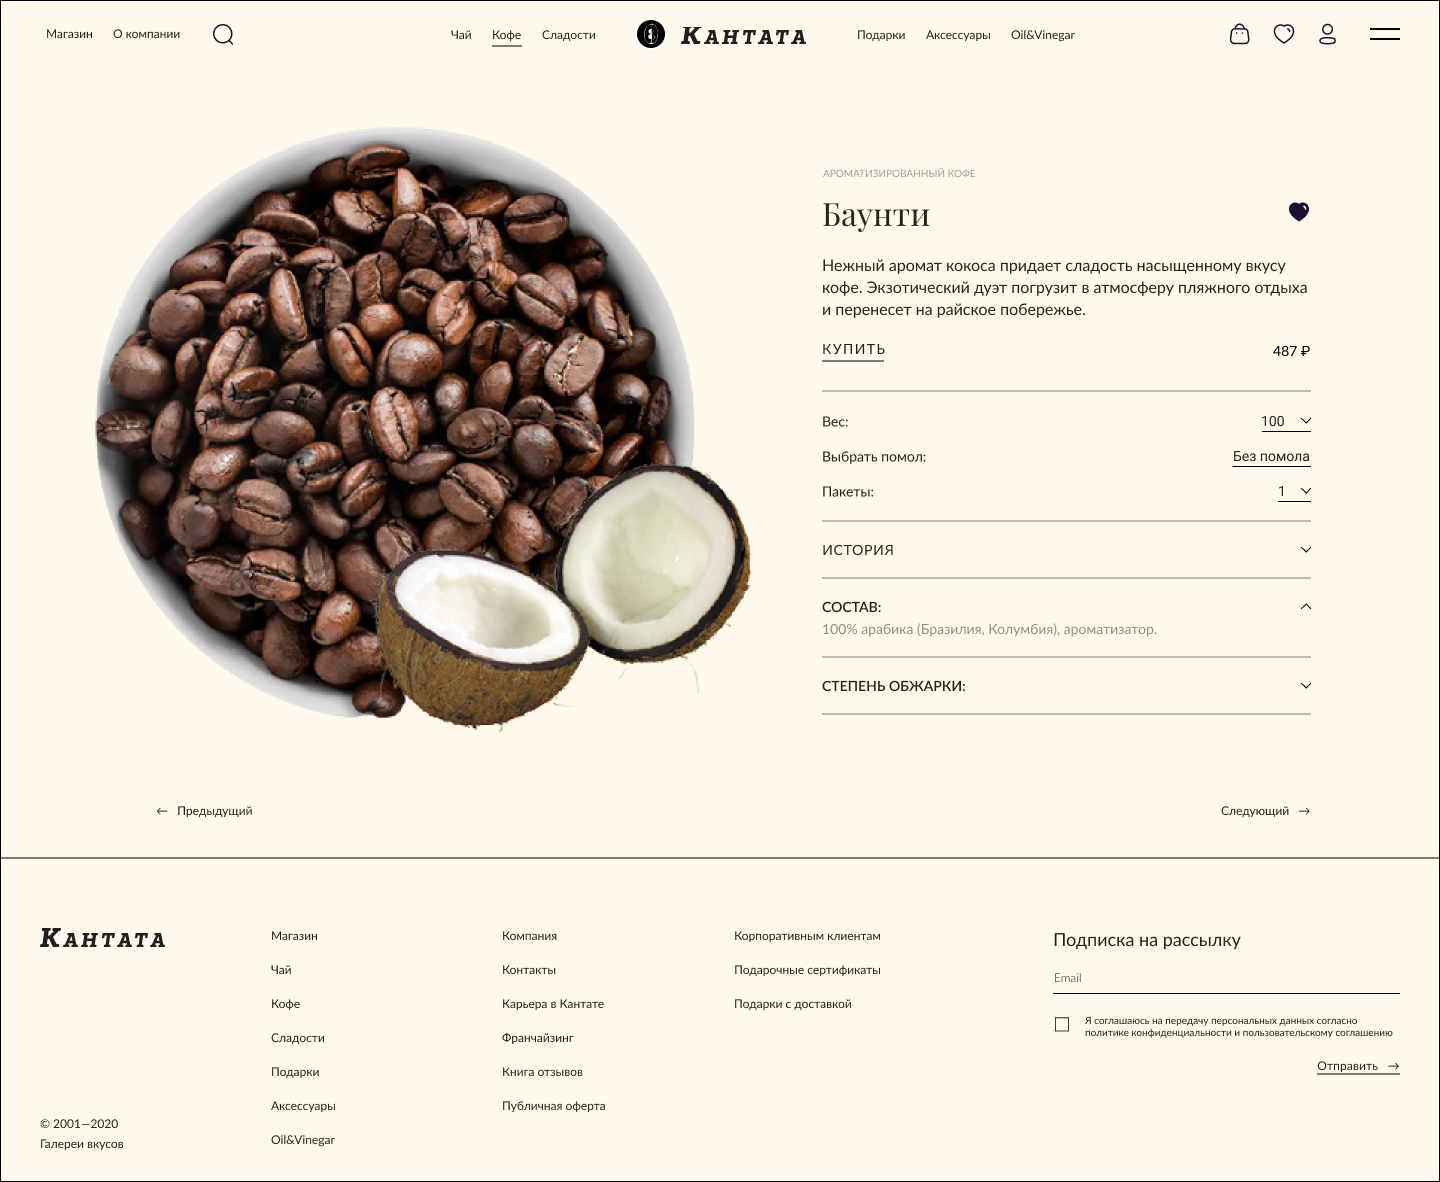 Магазин О компании Чай Кофе Сладости КАНТАТА Подарки Аксессуары Oil&Vinegar
АРОМАТИЗИРОВАННЫЙ КОФЕ
Баунти
Нежный аромат кокоса придает сладость насыщенному вкусу
кофе. Экзотический дуэт погрузит в атмосферу пляжного отдыха
и перенесет на райское побережье.
КУПИТЬ 487 ₽
Вес: 100
Выбрать помол: Без помола
Пакеты: 1
ИСТОРИЯ
СОСТАВ:
100% арабика (Бразилия, Колумбия), ароматизатор.
СТЕПЕНЬ ОБЖАРКИ:
← Предыдущий Следующий →
КАНТАТА
© 2001—2020
Галереи вкусов
Магазин
Чай
Кофе
Сладости
Подарки
Аксессуары
Oil&Vinegar
Компания
Контакты
Карьера в Кантате
Франчайзинг
Книга отзывов
Публичная оферта
Корпоративным клиентам
Подарочные сертификаты
Подарки с доставкой
Подписка на рассылку
Email
Я соглашаюсь на передачу персональных данных согласно
политике конфиденциальности и пользовательскому соглашению
Отправить →